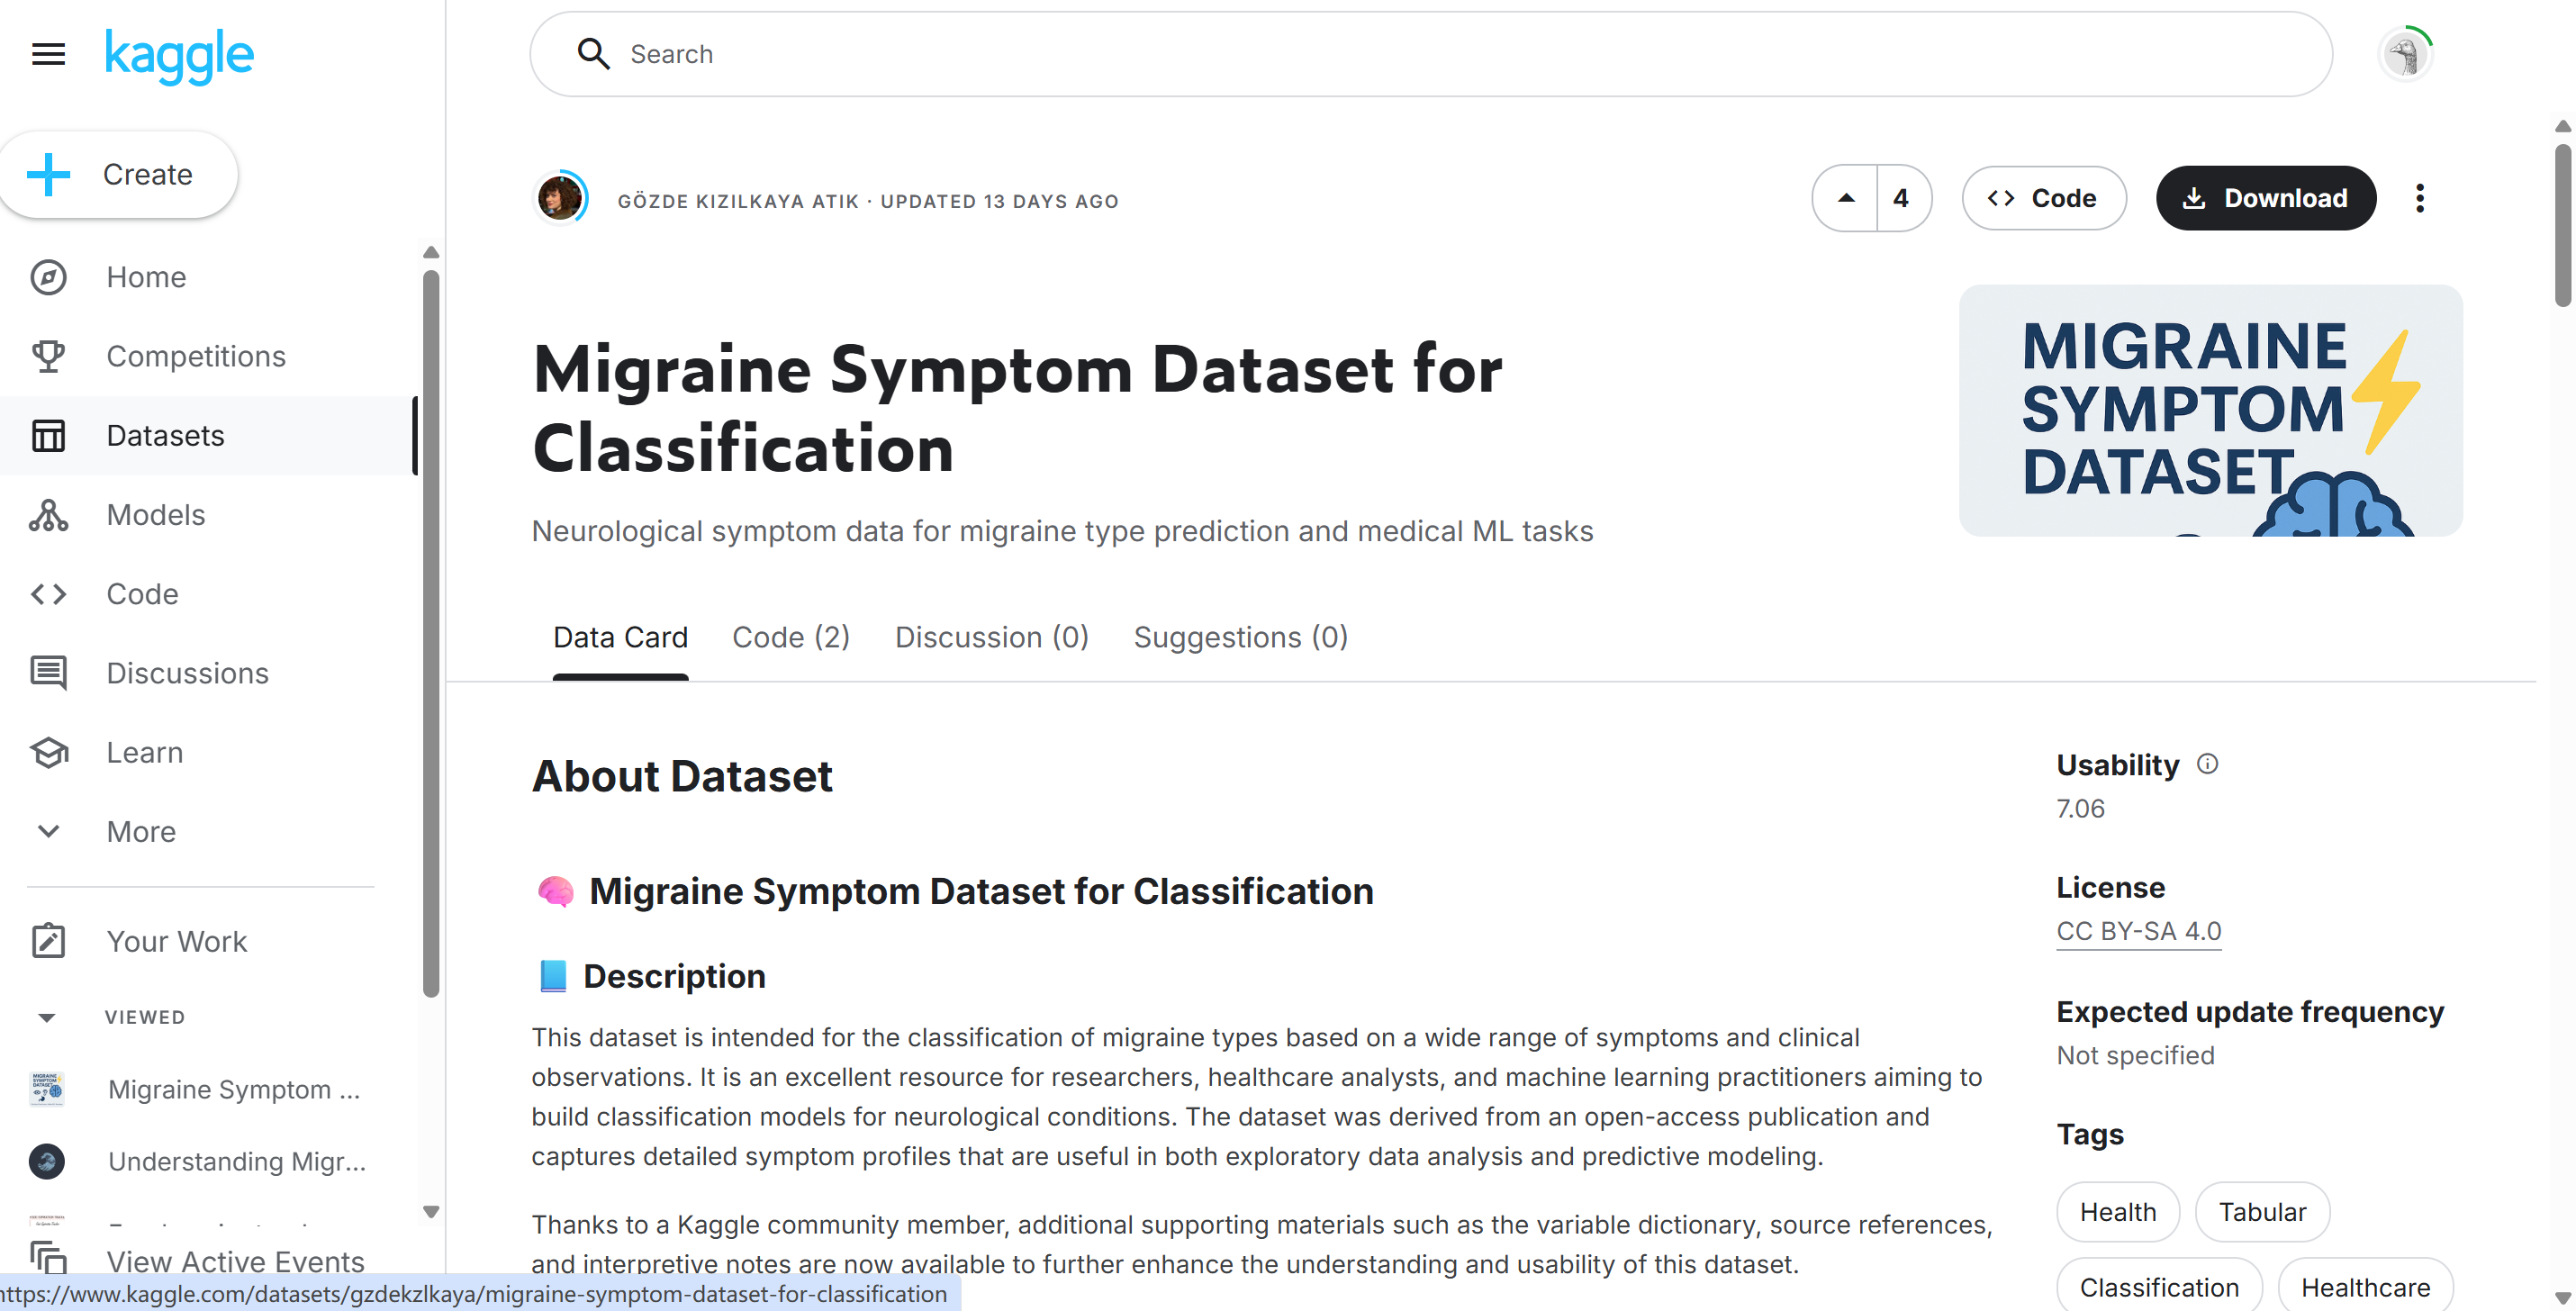 kaggle
Search
Create
Home
Competitions
Datasets
Models
Code
Discussions
Learn
More
Your Work
VIEWED
Migraine Symptom ...
Understanding Migr...
View Active Events
https://www.kaggle.com/datasets/gzdekzlkaya/migraine-symptom-dataset-for-classification
GÖZDE KIZILKAYA ATIK · UPDATED 13 DAYS AGO
4
Code
Download
Migraine Symptom Dataset for
Classification
Neurological symptom data for migraine type prediction and medical ML tasks
MIGRAINE
SYMPTOM
DATASET
Data Card Code (2) Discussion (0) Suggestions (0)
About Dataset
Migraine Symptom Dataset for Classification
Description
This dataset is intended for the classification of migraine types based on a wide range of symptoms and clinical
observations. It is an excellent resource for researchers, healthcare analysts, and machine learning practitioners aiming to
build classification models for neurological conditions. The dataset was derived from an open-access publication and
captures detailed symptom profiles that are useful in both exploratory data analysis and predictive modeling.
Thanks to a Kaggle community member, additional supporting materials such as the variable dictionary, source references,
and interpretive notes are now available to further enhance the understanding and usability of this dataset.
Usability
7.06
License
CC BY-SA 4.0
Expected update frequency
Not specified
Tags
Health Tabular
Classification Healthcare